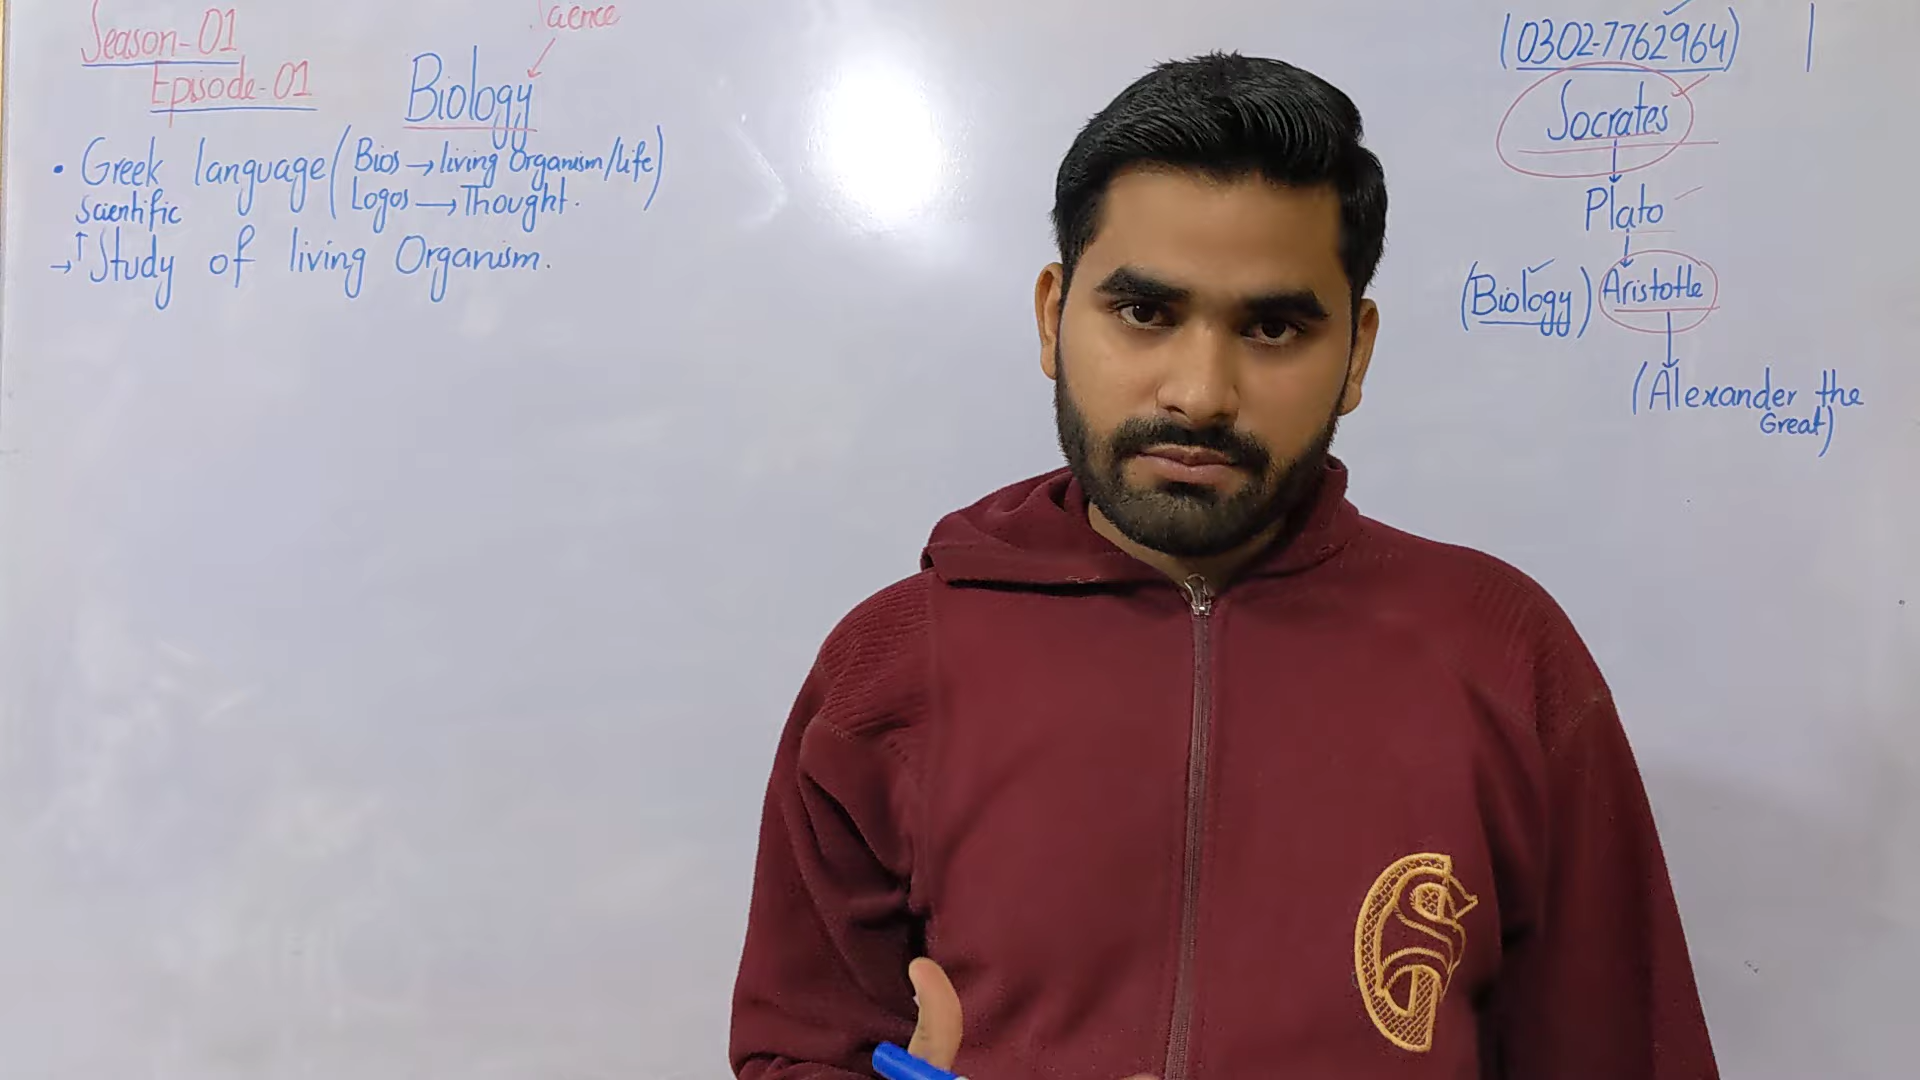 Season-01
Episode-01
Science
Biology
• Greek language (Bios → living Organism/life)
Logos → Thought.
Scientific
→ Study of living Organism.
(0302-7762964)
Socrates
Plato
(Biology) Aristotle
(Alexander the
Great)